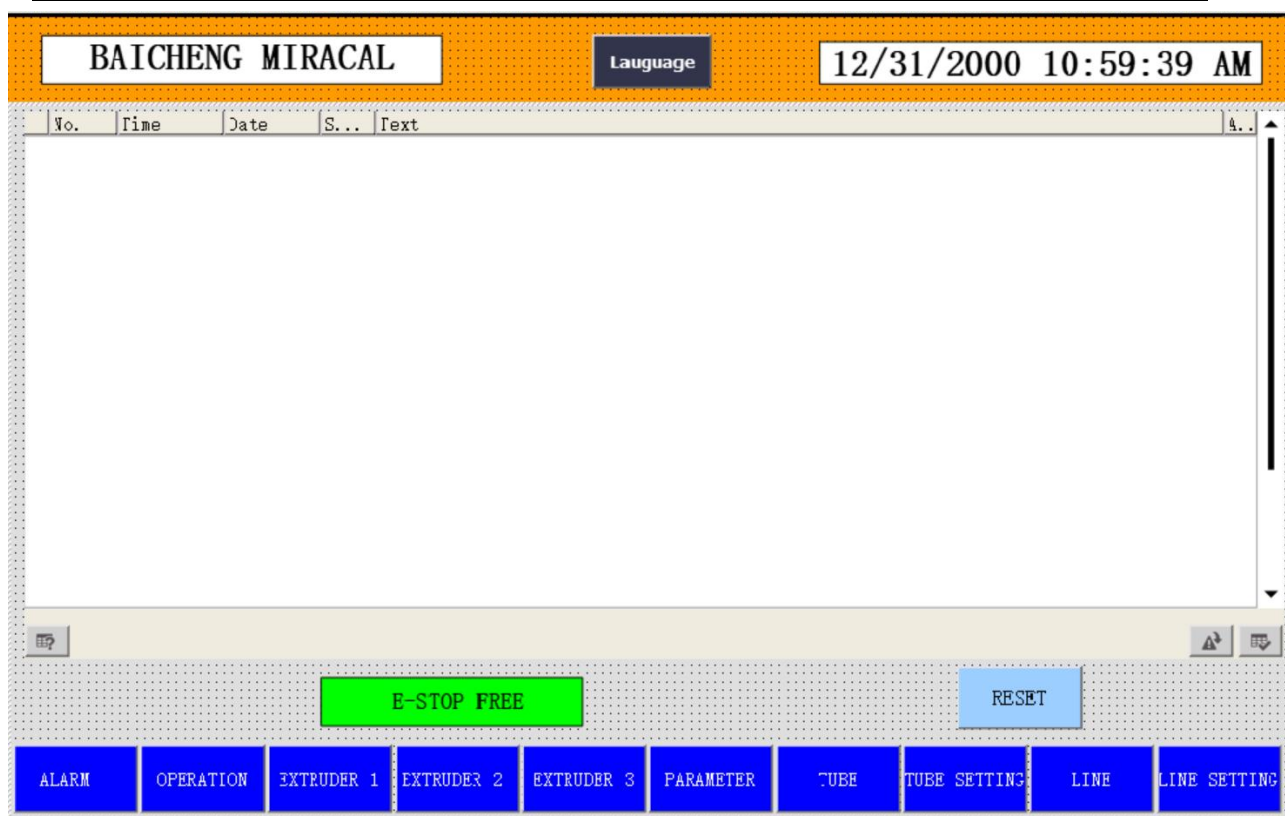 BAICHENG MIRACAL
Lauguage
12/31/2000 10:59:39 AM
No. Time Date S... Text A..
E-STOP FREE
RESET
ALARM OPERATION EXTRUDER 1 EXTRUDER 2 EXTRUDER 3 PARAMETER TUBE TUBE SETTING LINE LINE SETTING